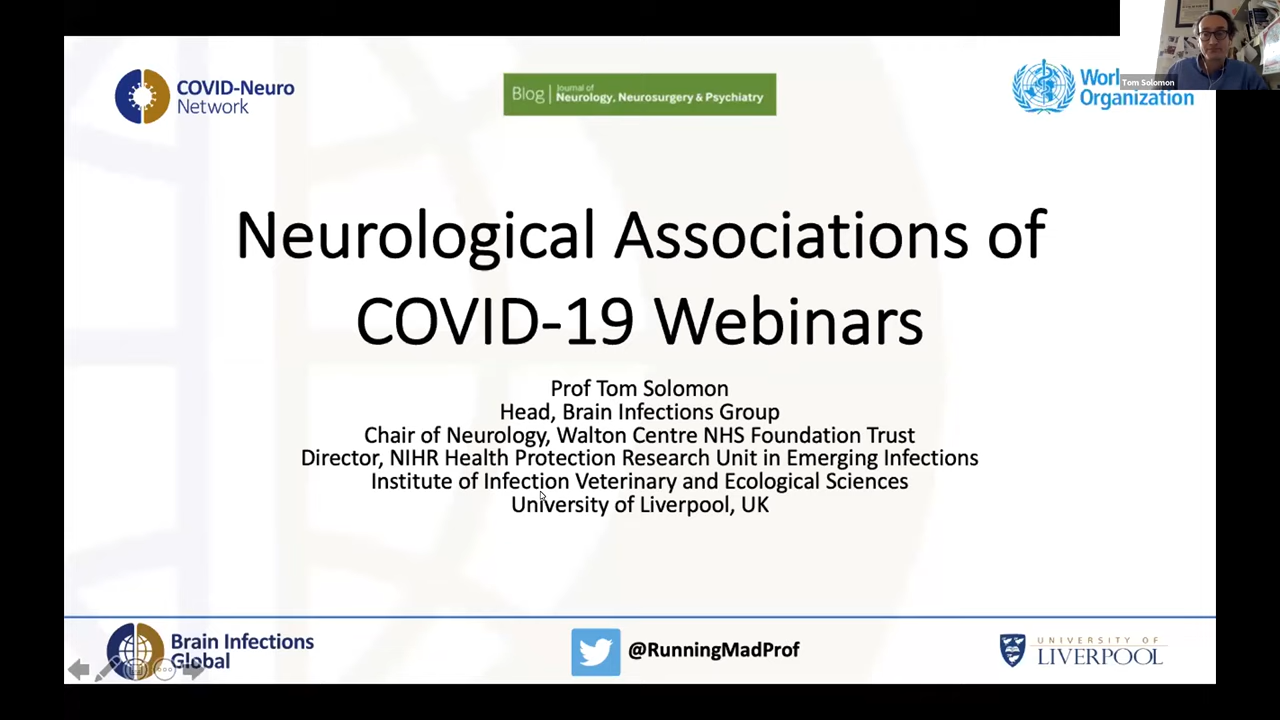 Tom Solomon
COVID-Neuro
Network
Blog
Journal of
Neurology, Neurosurgery & Psychiatry
Worl
Organization
Neurological Associations of
COVID-19 Webinars
Prof Tom Solomon
Head, Brain Infections Group
Chair of Neurology, Walton Centre NHS Foundation Trust
Director, NIHR Health Protection Research Unit in Emerging Infections
Institute of Infection Veterinary and Ecological Sciences
University of Liverpool, UK
Brain Infections
Global
@RunningMadProf
UNIVERSITY OF
LIVERPOOL